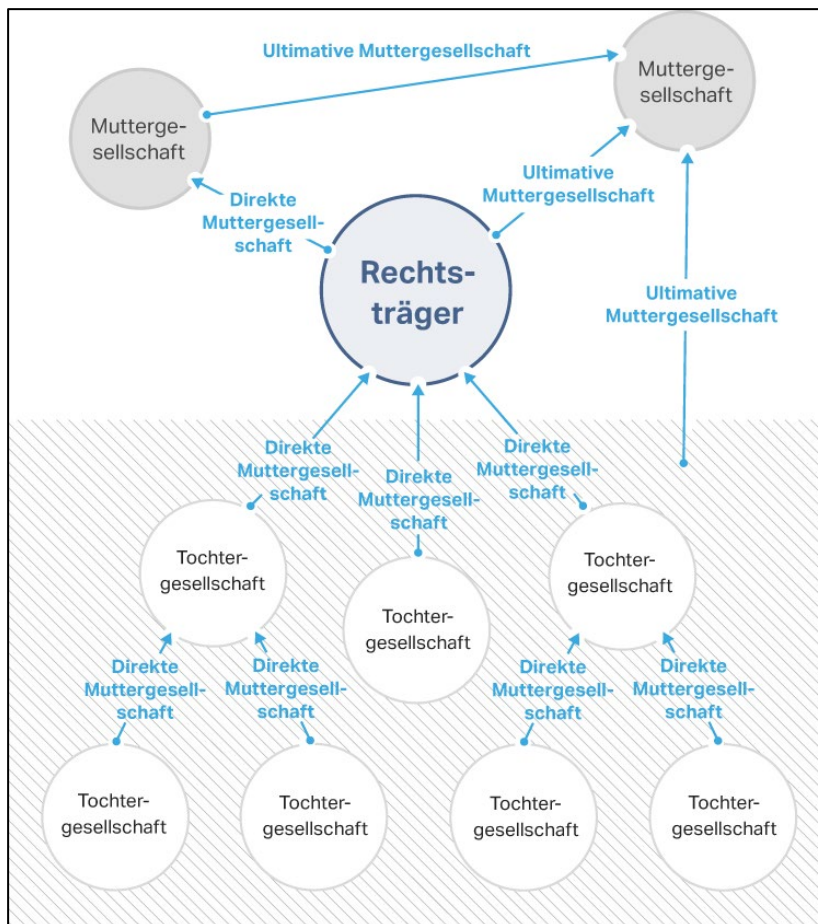 Ultimative Muttergesellschaft
Mutterge-
sellschaft
Mutterge-
sellschaft
Direkte
Muttergesell-
schaft
Ultimative
Muttergesellschaft
Rechts-
träger
Ultimative
Muttergesellschaft
Direkte
Muttergesell-
schaft
Direkte
Muttergesell-
schaft
Direkte
Muttergesell-
schaft
Tochter-
gesellschaft
Tochter-
gesellschaft
Tochter-
gesellschaft
Direkte
Muttergesell-
schaft
Direkte
Muttergesell-
schaft
Direkte
Muttergesell-
schaft
Direkte
Muttergesell-
schaft
Tochter-
gesellschaft
Tochter-
gesellschaft
Tochter-
gesellschaft
Tochter-
gesellschaft